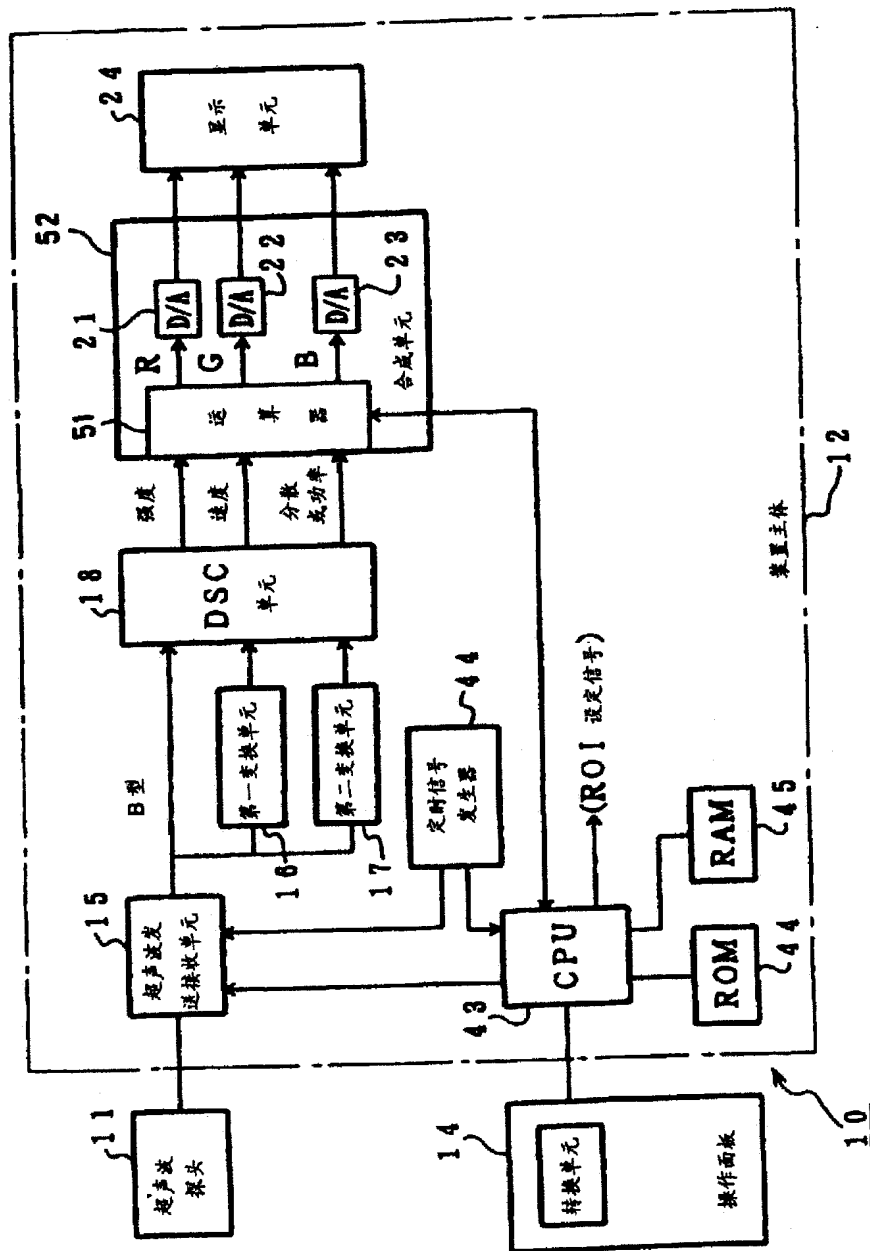 11
超声波
探头
15
超声波发
送接收单元
B型
第一变换单元
16
第二变换单元
17
18
DSC
单元
强度
速度
分散
或功率
51
运算器
R
G
B
21
D/A
D/A
22
D/A
23
合成单元
52
24
显示
单元
定时信号
发生器
44
CPU
43
(ROI 设定信号)
ROM
44
RAM
45
装置主体
12
14
转换单元
操作面板
10